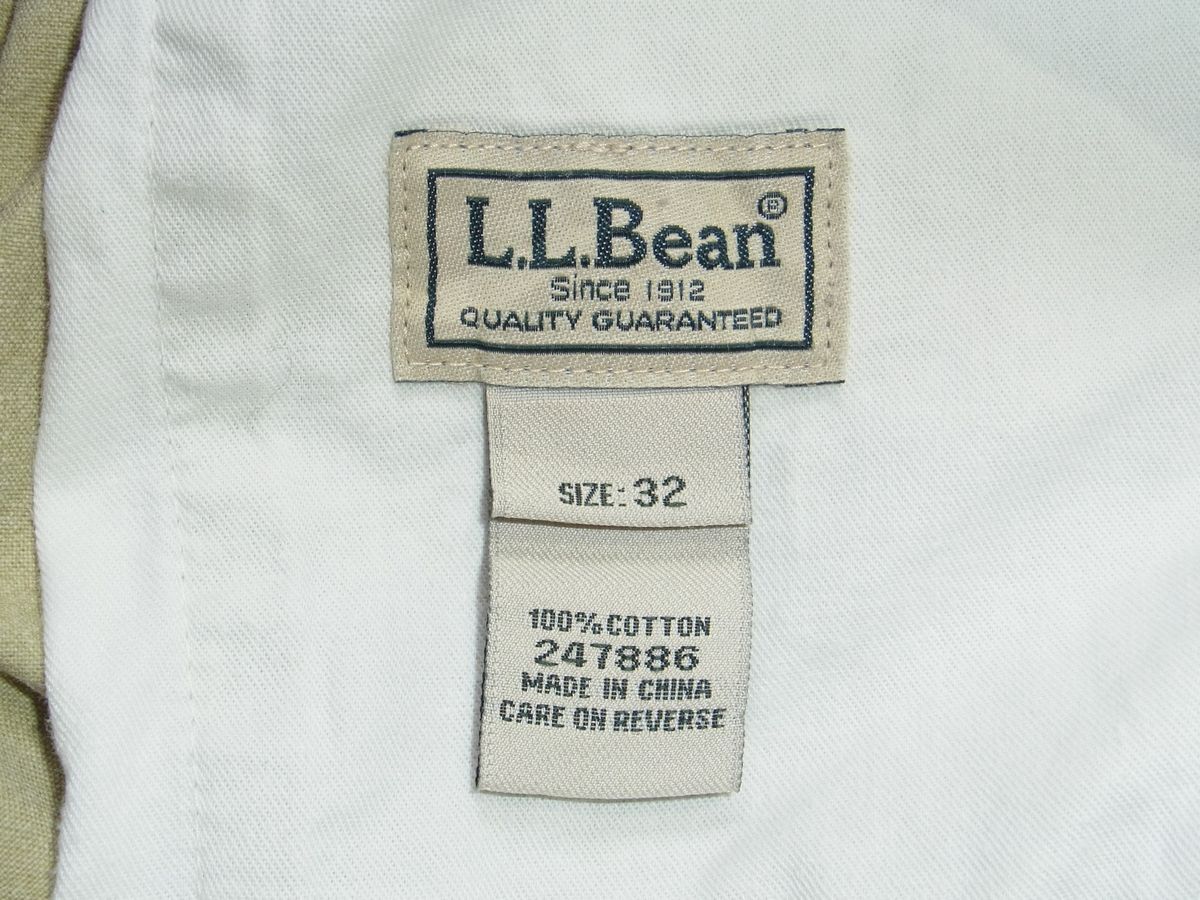 L.L.Bean®
Since 1912
QUALITY GUARANTEED
SIZE: 32
100% COTTON
247886
MADE IN CHINA
CARE ON REVERSE